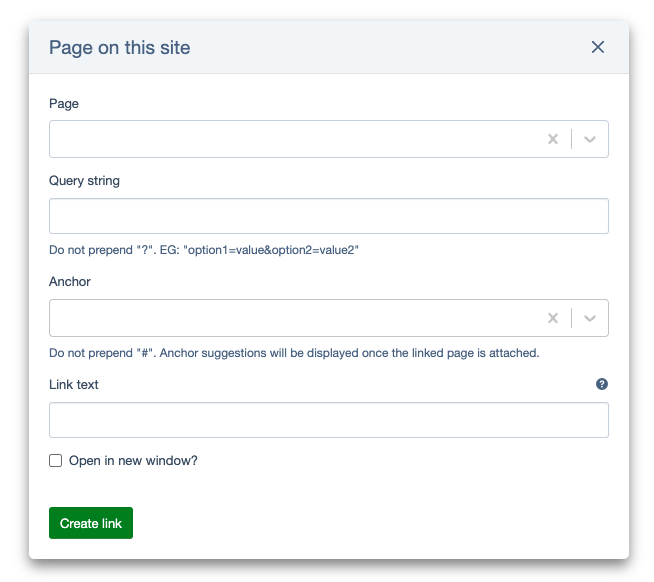 Page on this site
Page
Query string
Do not prepend "?". EG: "option1=value&option2=value2"
Anchor
Do not prepend "#". Anchor suggestions will be displayed once the linked page is attached.
Link text
?
Open in new window?
Create link